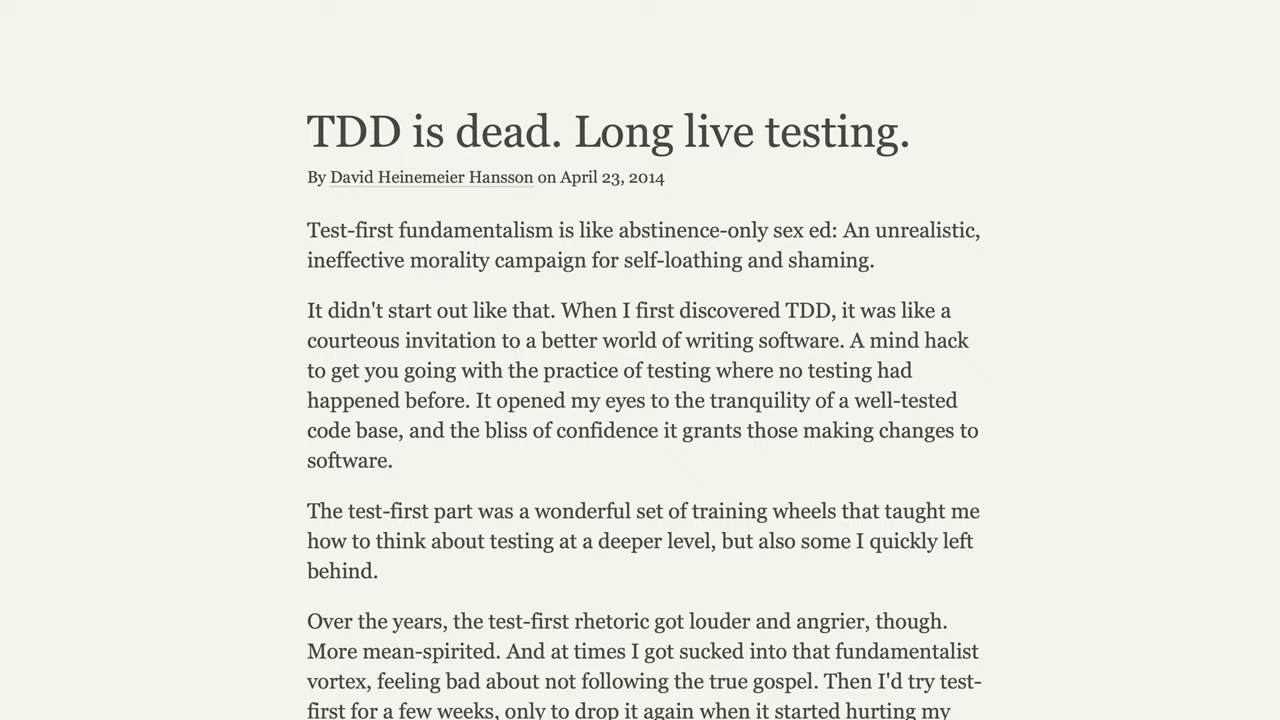 TDD is dead. Long live testing.
By David Heinemeier Hansson on April 23, 2014
Test-first fundamentalism is like abstinence-only sex ed: An unrealistic,
ineffective morality campaign for self-loathing and shaming.
It didn't start out like that. When I first discovered TDD, it was like a
courteous invitation to a better world of writing software. A mind hack
to get you going with the practice of testing where no testing had
happened before. It opened my eyes to the tranquility of a well-tested
code base, and the bliss of confidence it grants those making changes to
software.
The test-first part was a wonderful set of training wheels that taught me
how to think about testing at a deeper level, but also some I quickly left
behind.
Over the years, the test-first rhetoric got louder and angrier, though.
More mean-spirited. And at times I got sucked into that fundamentalist
vortex, feeling bad about not following the true gospel. Then I'd try test-
first for a few weeks, only to drop it again when it started hurting my